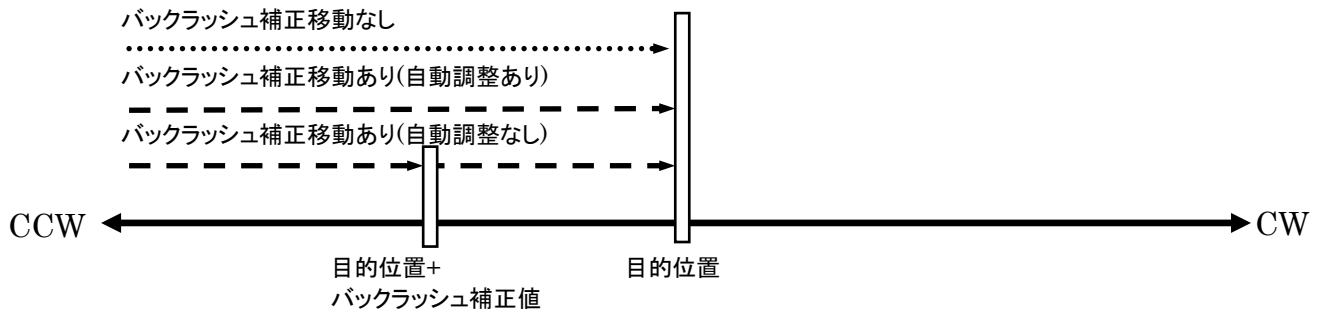 バックラッシュ補正移動なし
バックラッシュ補正移動あり(自動調整あり)
バックラッシュ補正移動あり(自動調整なし)
CCW
CW
目的位置+
バックラッシュ補正値
目的位置